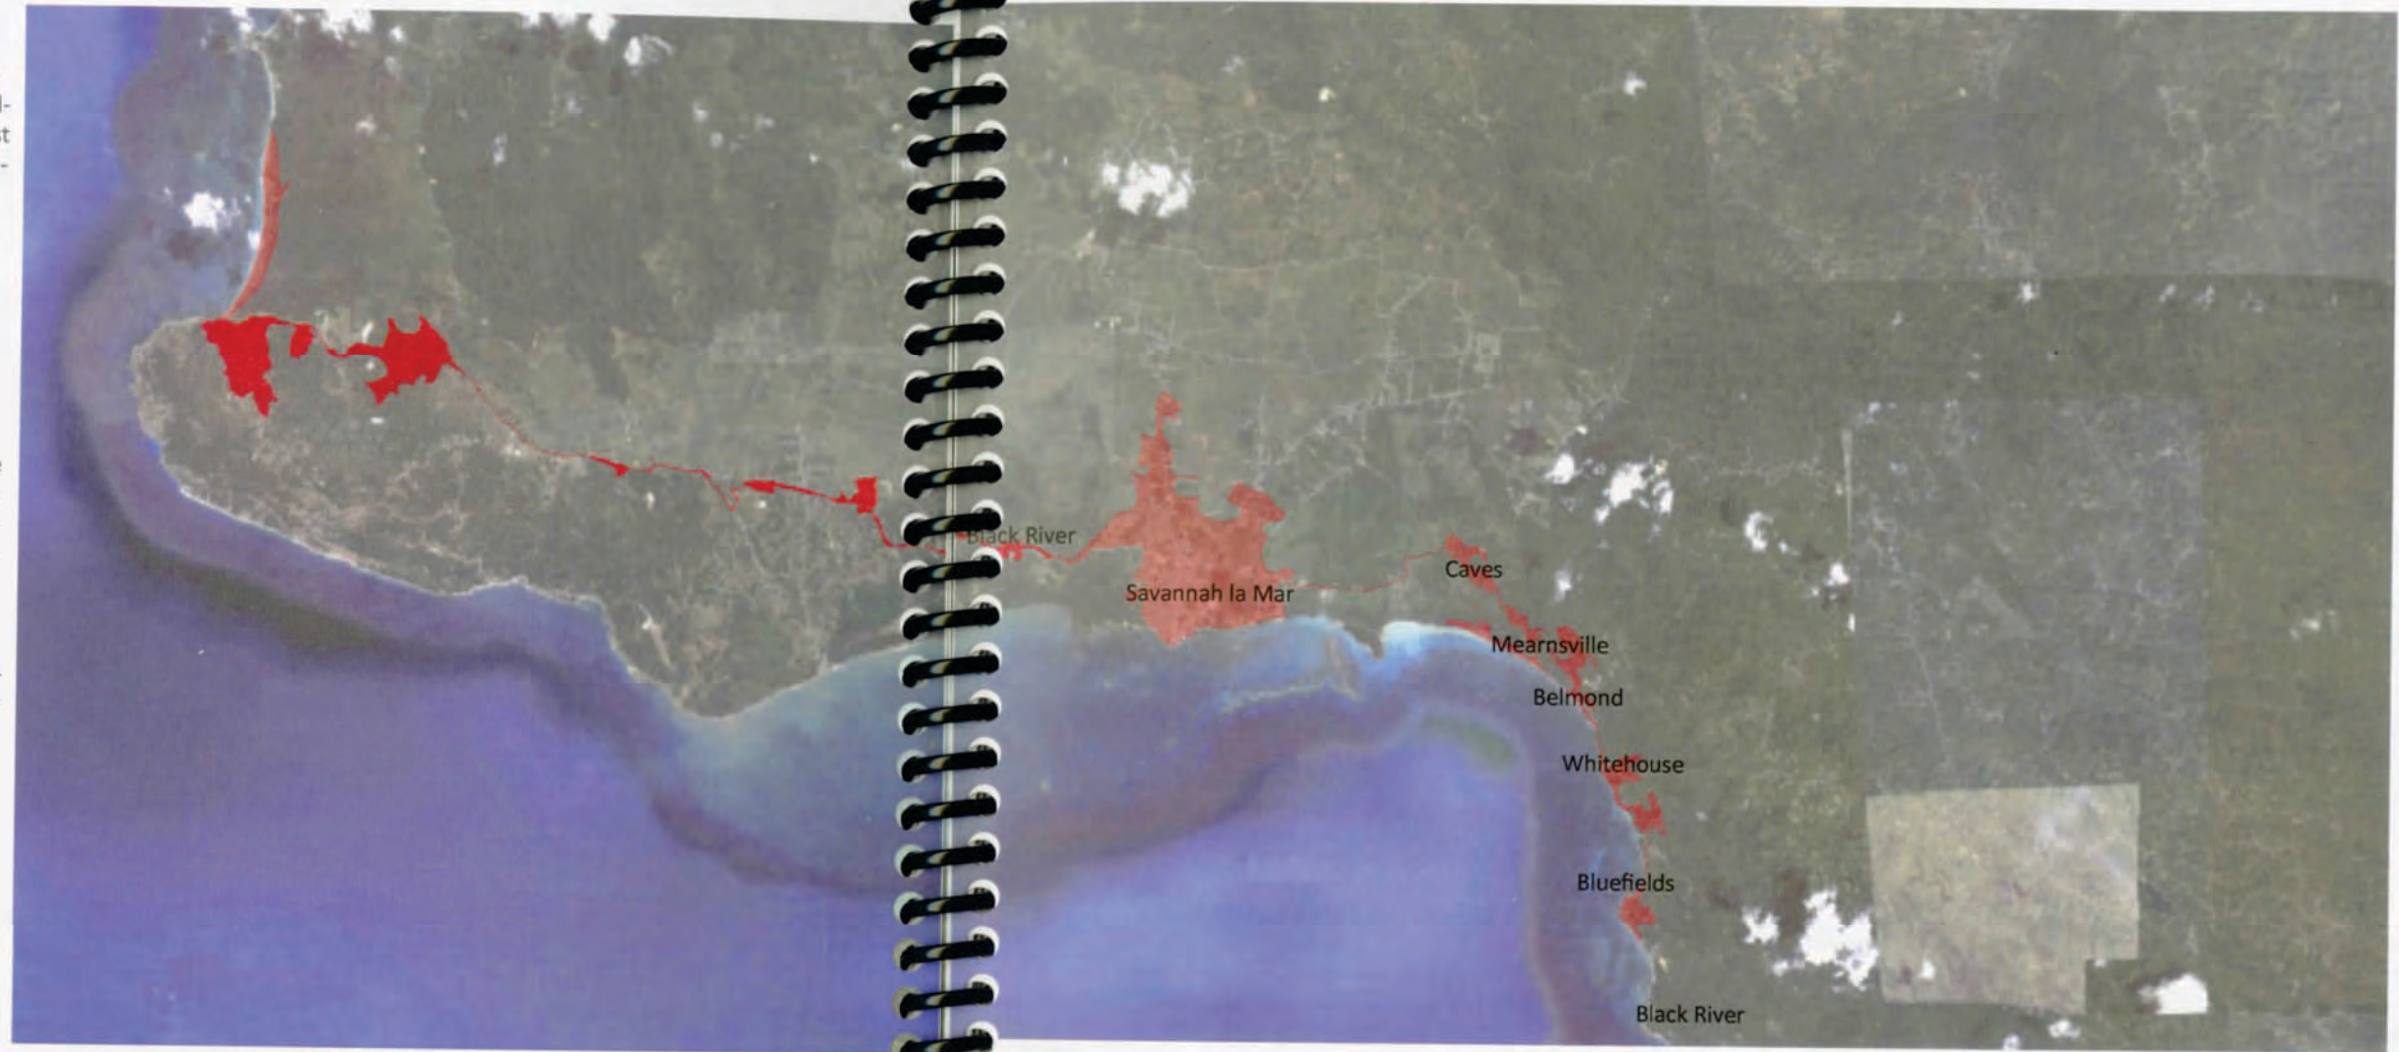 Black River
Savannah la Mar
Caves
Mearnsville
Belmond
Whitehouse
Bluefields
Black River